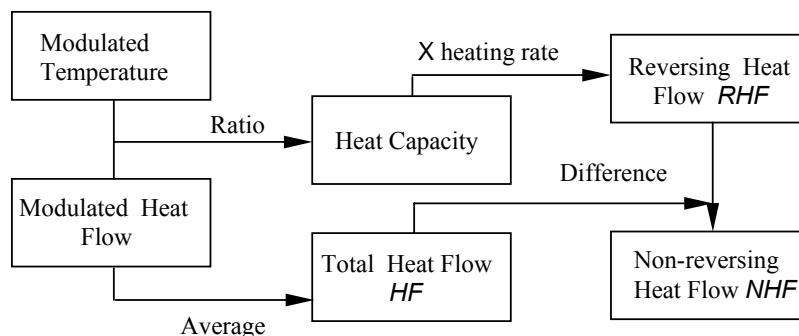 Modulated
Temperature
X heating rate
Reversing Heat
Flow RHF
Ratio
Heat Capacity
Modulated Heat
Flow
Difference
Total Heat Flow
HF
Non-reversing
Heat Flow NHF
Average